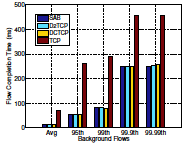 500
400
300
200
100
0
Flow Completion Time (ms)
SAB
D2TCP
DCTCP
TCP
Avg 95th 99th 99.9th 99.99th
Background Flows